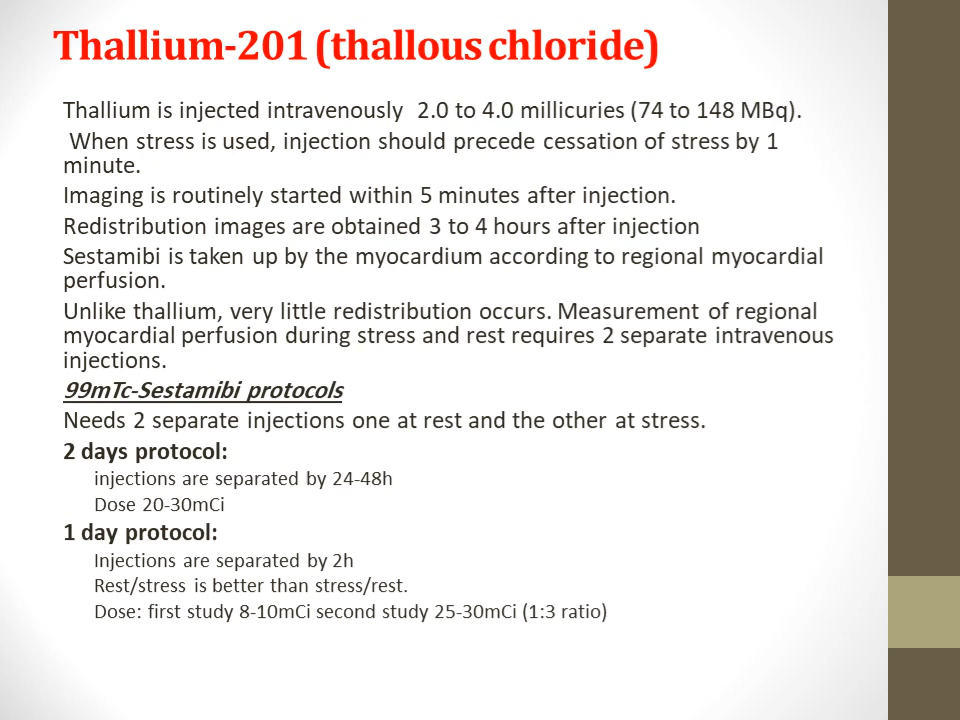 Thallium-201 (thallous chloride)
Thallium is injected intravenously  2.0 to 4.0 millicuries (74 to 148 MBq).
When stress is used, injection should precede cessation of stress by 1
minute.
Imaging is routinely started within 5 minutes after injection.
Redistribution images are obtained 3 to 4 hours after injection
Sestamibi is taken up by the myocardium according to regional myocardial
perfusion.
Unlike thallium, very little redistribution occurs. Measurement of regional
myocardial perfusion during stress and rest requires 2 separate intravenous
injections.
99mTc-Sestamibi protocols
Needs 2 separate injections one at rest and the other at stress.
2 days protocol:
injections are separated by 24-48h
Dose 20-30mCi
1 day protocol:
Injections are separated by 2h
Rest/stress is better than stress/rest.
Dose: first study 8-10mCi second study 25-30mCi (1:3 ratio)